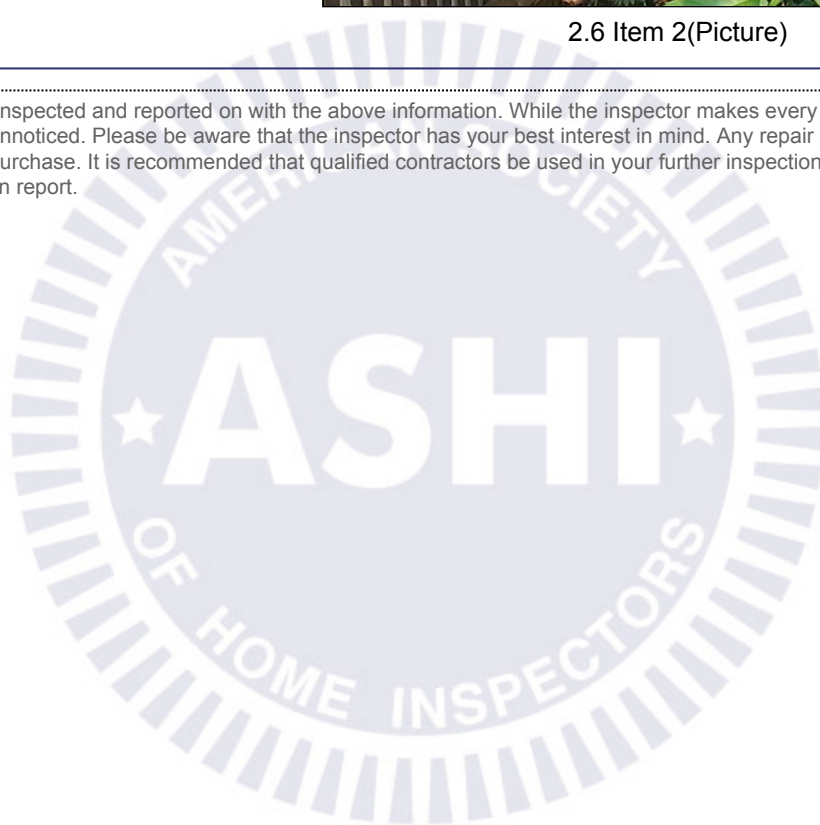 2.6 Item 2(Picture)
nspected and reported on with the above information. While the inspector makes every
nnoticed. Please be aware that the inspector has your best interest in mind. Any repair
urchase. It is recommended that qualified contractors be used in your further inspection
n report.
AMERICAN SOCIETY
ASHI
OF HOME INSPECTORS